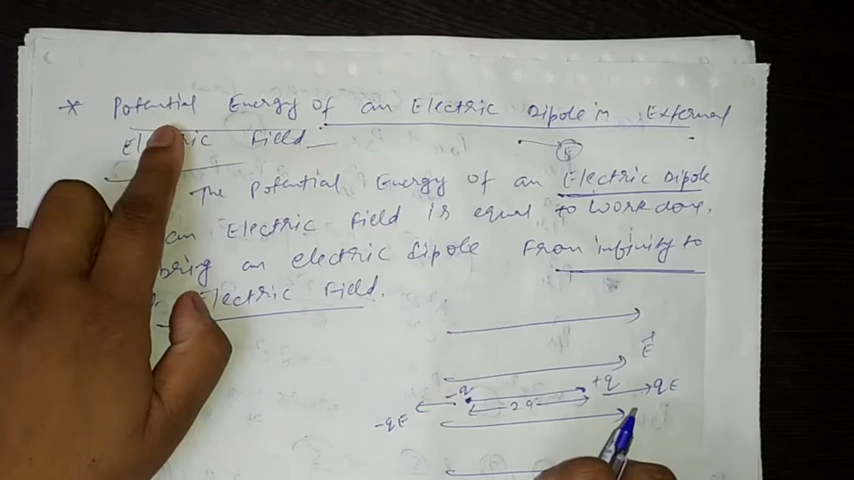 * Potential Energy of an Electric Dipole in External
Electric Field
E
The Potential Energy of an Electric Dipole
an Electric Field is equal to work done.
bring an electric dipole from infinity to
Electric Field.
E
-q +q qE
2a
-qE